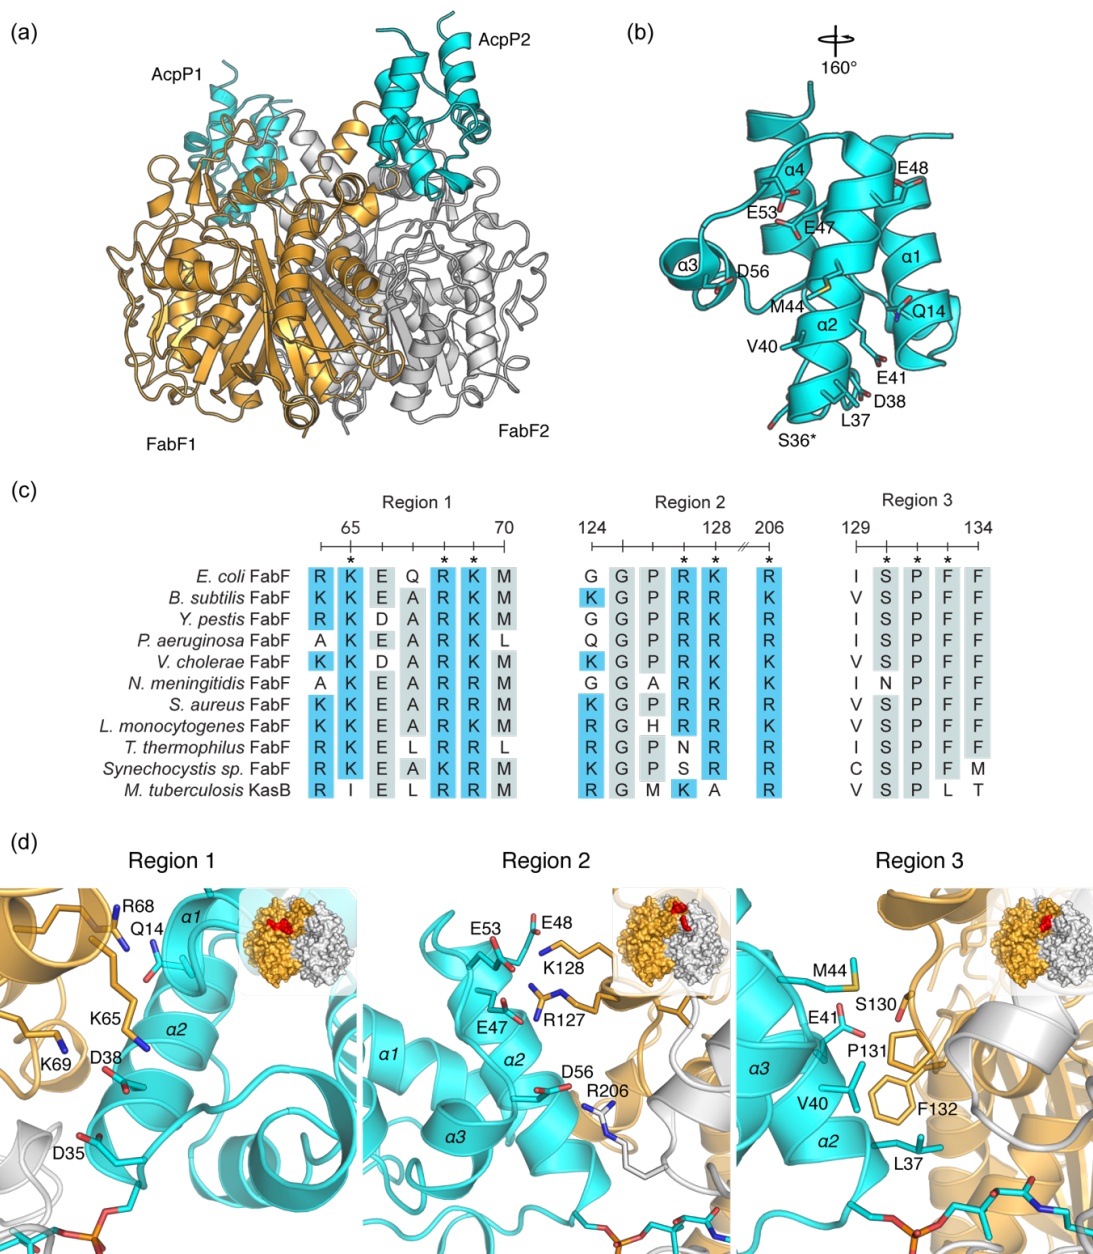 (a)
AcpP1
AcpP2
FabF1
FabF2
(b)
160°
α4
E48
E53
E47
α3
D56
α1
M44
Q14
α2
V40
E41
D38
L37
S36*
(c)
Region 1 Region 2 Region 3
65 70 124 128 206 129 134
* * * * * * * * *
E. coli FabF R K E Q R K M G G P R K R I S P F F
B. subtilis FabF K K E A R K M K G P R K K V S P F F
Y. pestis FabF R K D A R K M G G P R K R I S P F F
P. aeruginosa FabF A K E A R K L Q G P R R R I S P F F
V. cholerae FabF K K D A R K M K G P R K K V S P F F
N. meningitidis FabF A K E A R R M G G A R K K I N P F F
S. aureus FabF K K E A R R M K G P R R R V S P F F
L. monocytogenes FabF K K E A R K M R G H R R K V S P F F
T. thermophilus FabF R K E L R R L R G P N R R I S P F F
Synechocystis sp. FabF R K E A K R M K G P S R R C S P F M
M. tuberculosis KasB R I E L R R M R G M K A R V S P L T
(d)
Region 1
R68
Q14
α1
K65
α2
K69
D38
D35
Region 2
E53
E48
K128
R127
E47
α1
α2
D56
R206
α3
Region 3
M44
S130
E41
P131
α3
V40
F132
α2
L37